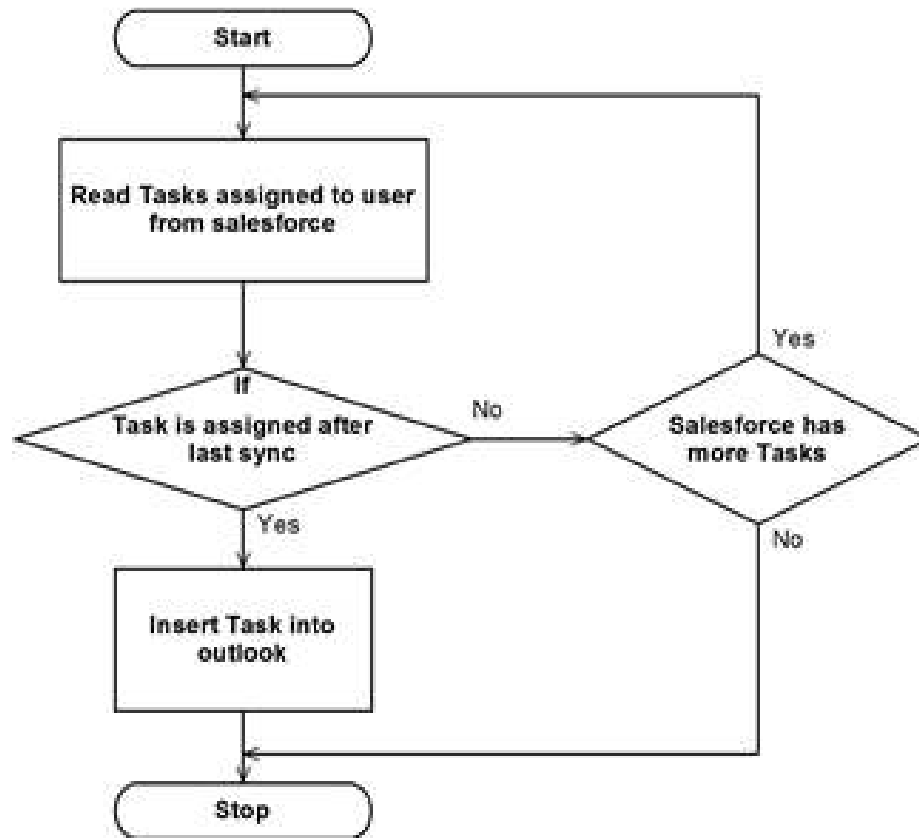 Start
Read Tasks assigned to user
from salesforce
If
Task is assigned after
last sync
No
Yes
Salesforce has
more Tasks
Yes
No
Insert Task into
outlook
Stop